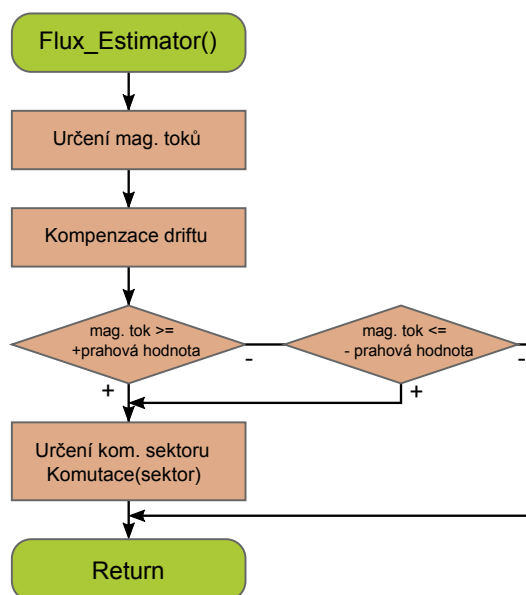 Flux_Estimator()
Určení mag. toků
Kompenzace driftu
mag. tok >=
+prahová hodnota
-
mag. tok <=
- prahová hodnota
-
+
+
Určení kom. sektoru
Komutace(sektor)
Return